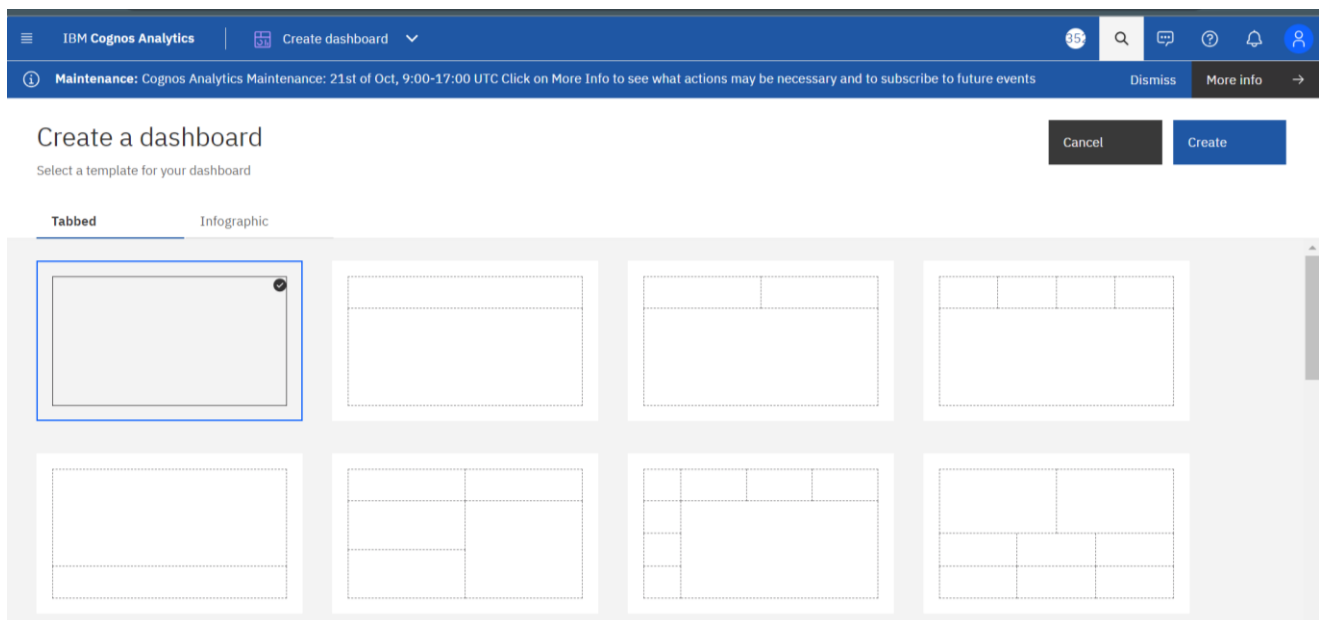 IBM Cognos Analytics
Create dashboard
Maintenance: Cognos Analytics Maintenance: 21st of Oct, 9:00-17:00 UTC Click on More Info to see what actions may be necessary and to subscribe to future events
Dismiss
More info
Create a dashboard
Cancel
Create
Select a template for your dashboard
Tabbed
Infographic